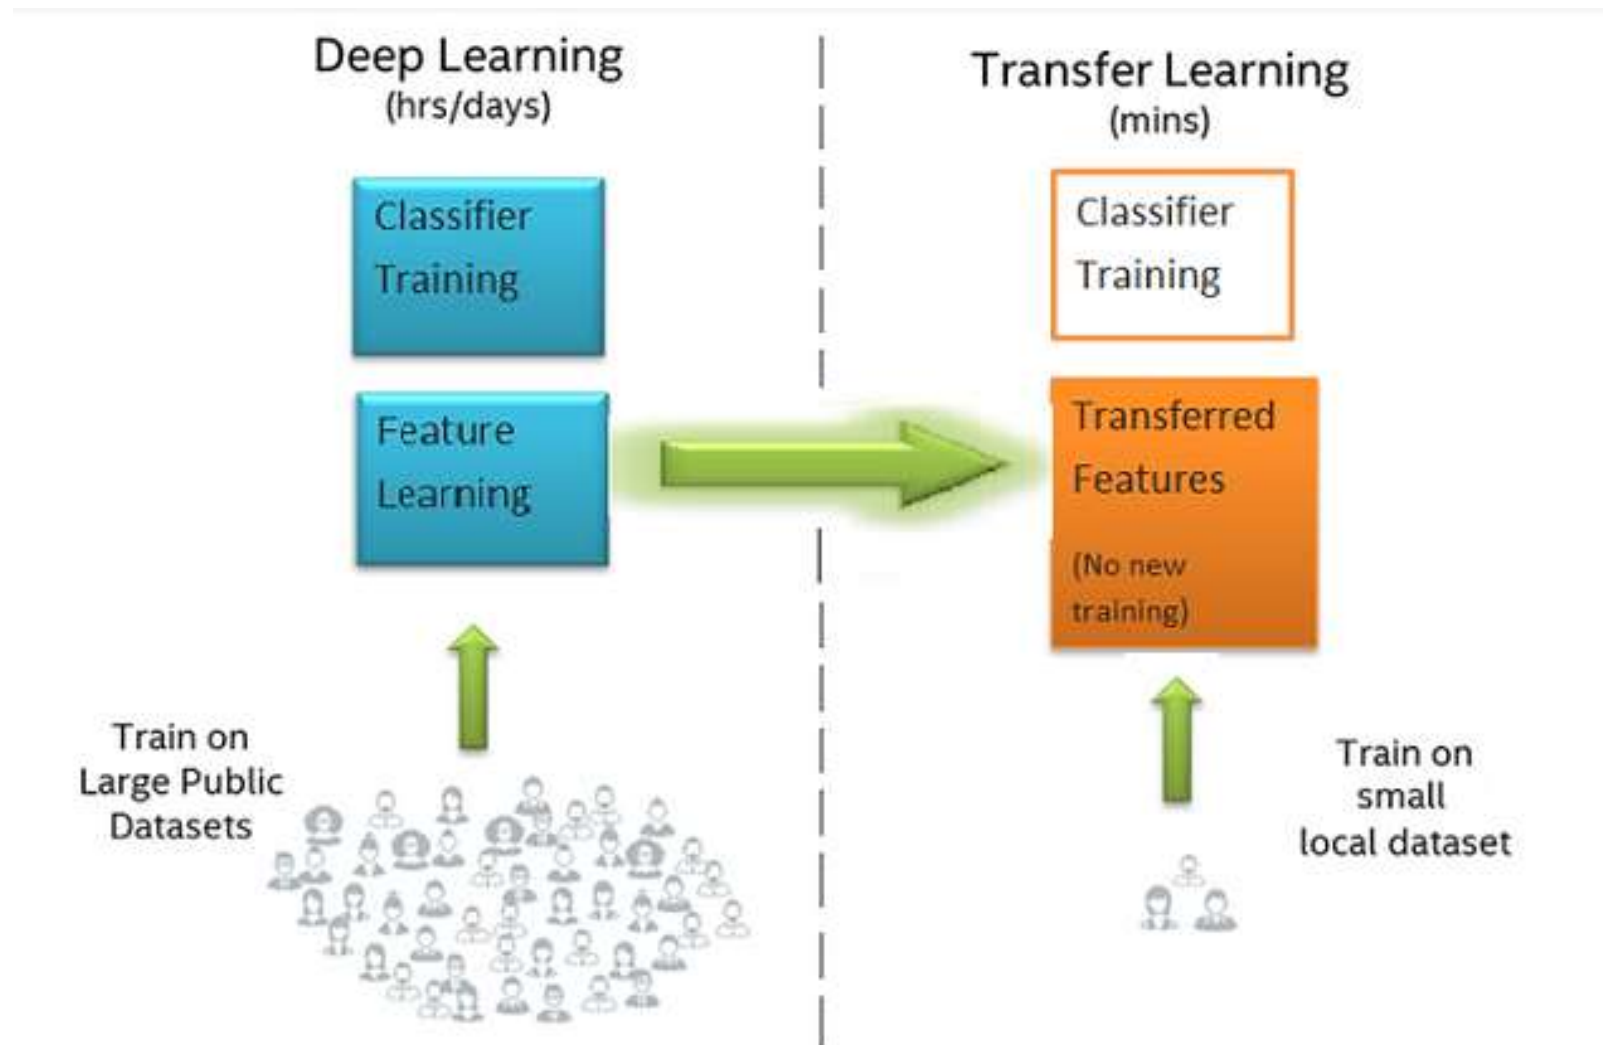 Deep Learning
(hrs/days)
Classifier
Training
Feature
Learning
Train on
Large Public
Datasets
Transfer Learning
(mins)
Classifier
Training
Transferred
Features
(No new
training)
Train on
small
local dataset